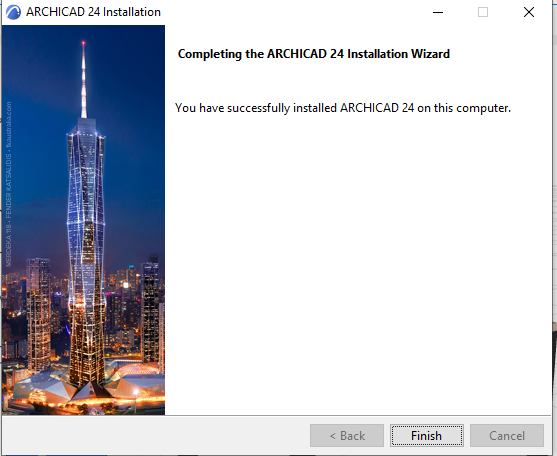 ARCHICAD 24 Installation
Completing the ARCHICAD 24 Installation Wizard
You have successfully installed ARCHICAD 24 on this computer.
MERDEKA 118 • FENDER KATSALIDIS • fkaustralia.com
< Back
Finish
Cancel